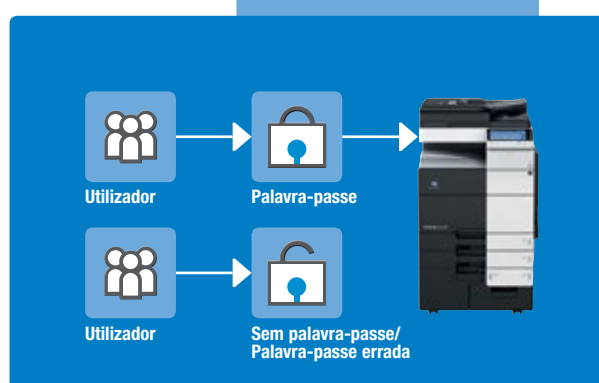 Utilizador
Palavra-passe
Utilizador
Sem palavra-passe/
Palavra-passe errada